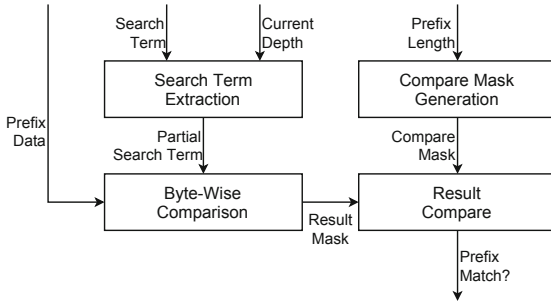 Search
Term
Current
Depth
Prefix
Length
Search Term
Extraction
Compare Mask
Generation
Prefix
Data
Partial
Search Term
Compare
Mask
Byte-Wise
Comparison
Result
Mask
Result
Compare
Prefix
Match?